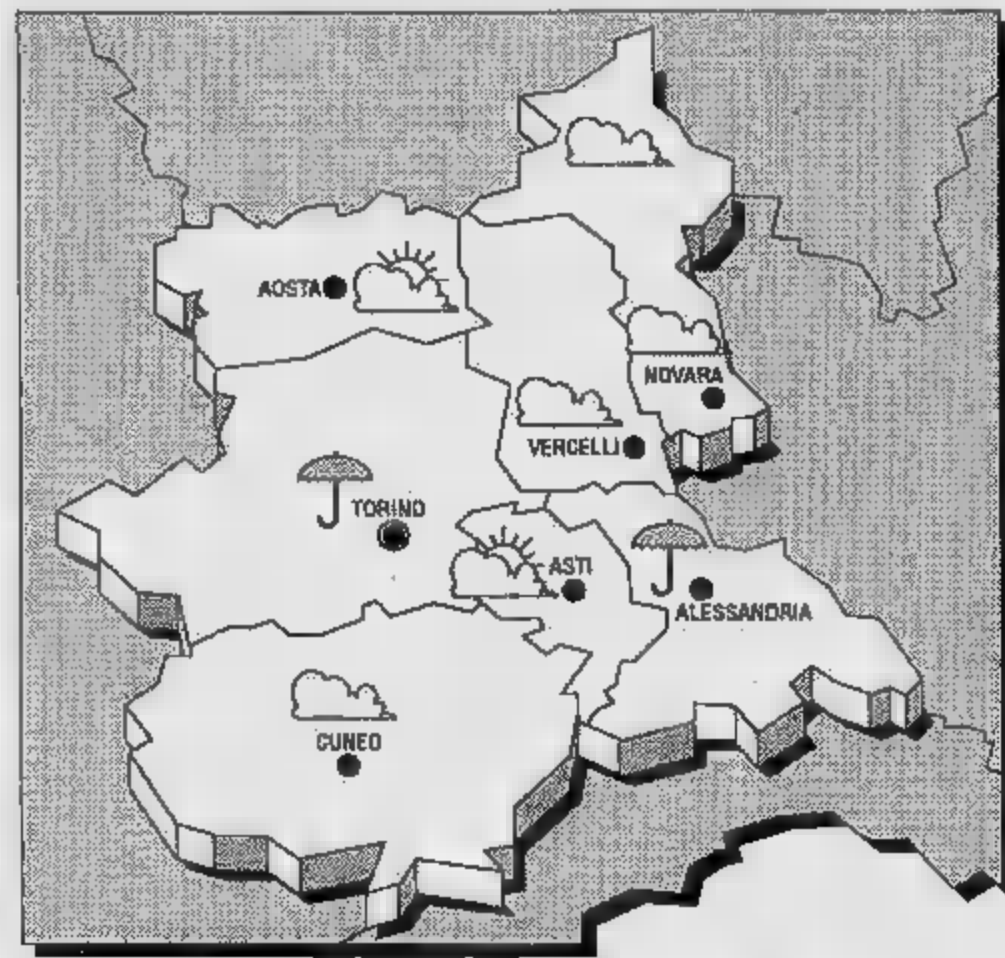 AOSTA
NOVARA
VERCELLI
TORINO
ASTI
ALESSANDRIA
CUNEO